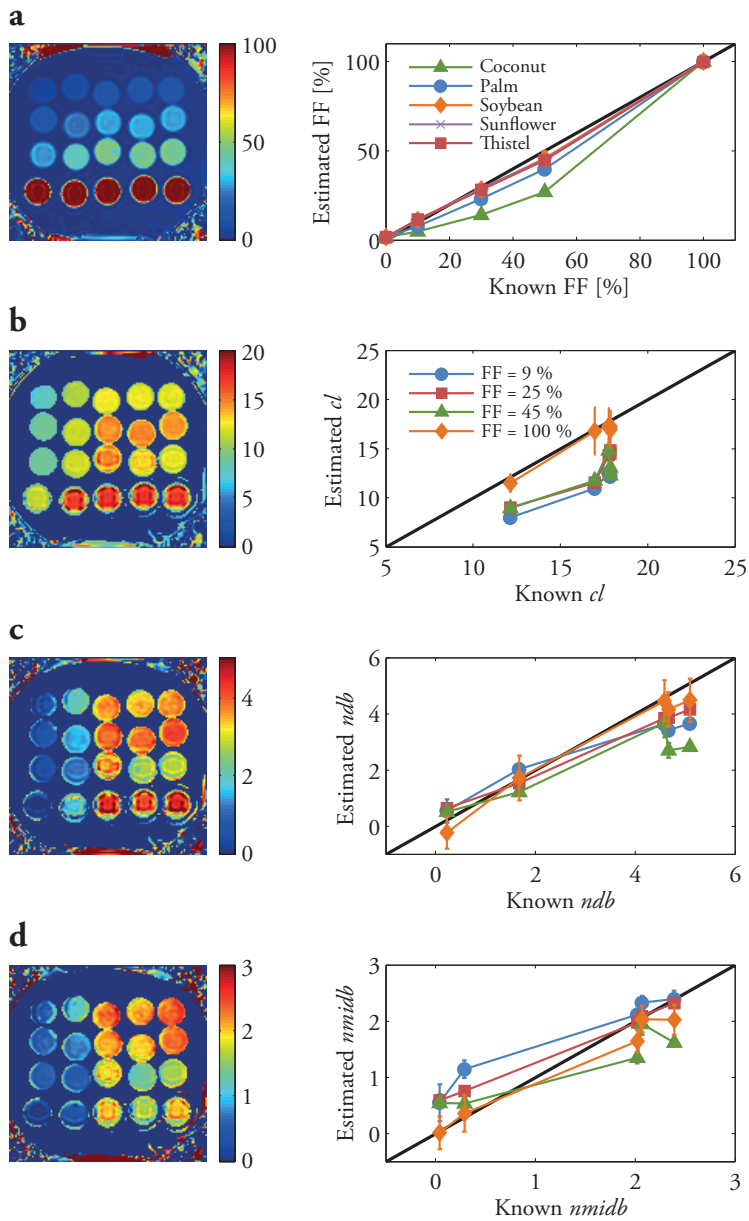 a
100
50
0
Estimated FF [%]
100
50
0
Coconut
Palm
Soybean
Sunflower
Thistel
0 20 40 60 80 100
Known FF [%]
b
20
15
10
5
0
Estimated cl
25
20
15
10
5
FF = 9 %
FF = 25 %
FF = 45 %
FF = 100 %
5 10 15 20 25
Known cl
c
4
2
0
Estimated ndb
6
4
2
0
0 2 4 6
Known ndb
d
3
2
1
0
Estimated nmidb
3
2
1
0
0 1 2 3
Known nmidb